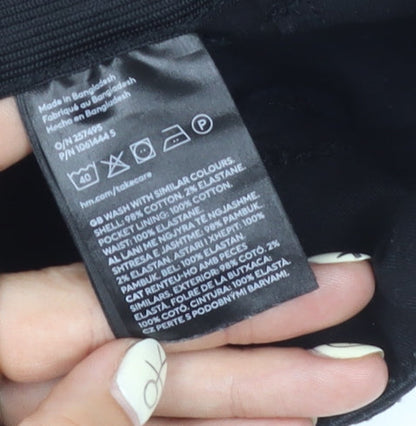 Made in Bangladesh
Fabriqué au Bangladesh
Hecho en Bangladesh
O/N 257495
P/N 1061444 S
40
P
hm.com/takecare
GB WASH WITH SIMILAR COLOURS.
SHELL: 98% COTTON, 2% ELASTANE.
POCKET LINING: 100% COTTON.
WAIST: 100% ELASTANE.
AL LANI ME NGJYRA TË NGJASHME.
SHTRESA E JASHTME: 98% PAMBUK,
2% ELASTAN. ASTARI I XHEPIT: 100%
PAMBUK. BEL: 100% ELASTAN.
CAT RENTEU-HO AMB PECES
SIMILARS. EXTERIOR: 98% COTÓ, 2%
ELASTÀ. FOLRE DE LA BUTXACA:
100% COTÓ. CINTURA: 100% ELASTÀ.
CZ PERTE S PODOBNÝMI BARVAMI.